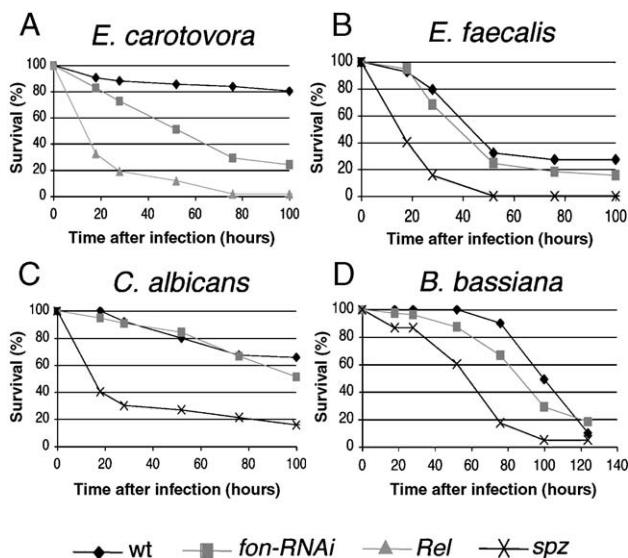 A E. carotovora
Survival (%)
100
80
60
40
20
0
0 20 40 60 80 100
Time after infection (hours)
B E. faecalis
Survival (%)
100
80
60
40
20
0
0 20 40 60 80 100
Time after infection (hours)
C C. albicans
Survival (%)
100
80
60
40
20
0
0 20 40 60 80 100
Time after infection (hours)
D B. bassiana
Survival (%)
100
80
60
40
20
0
0 20 40 60 80 100 120 140
Time after infection (hours)
wt fon-RNAi Rel spz